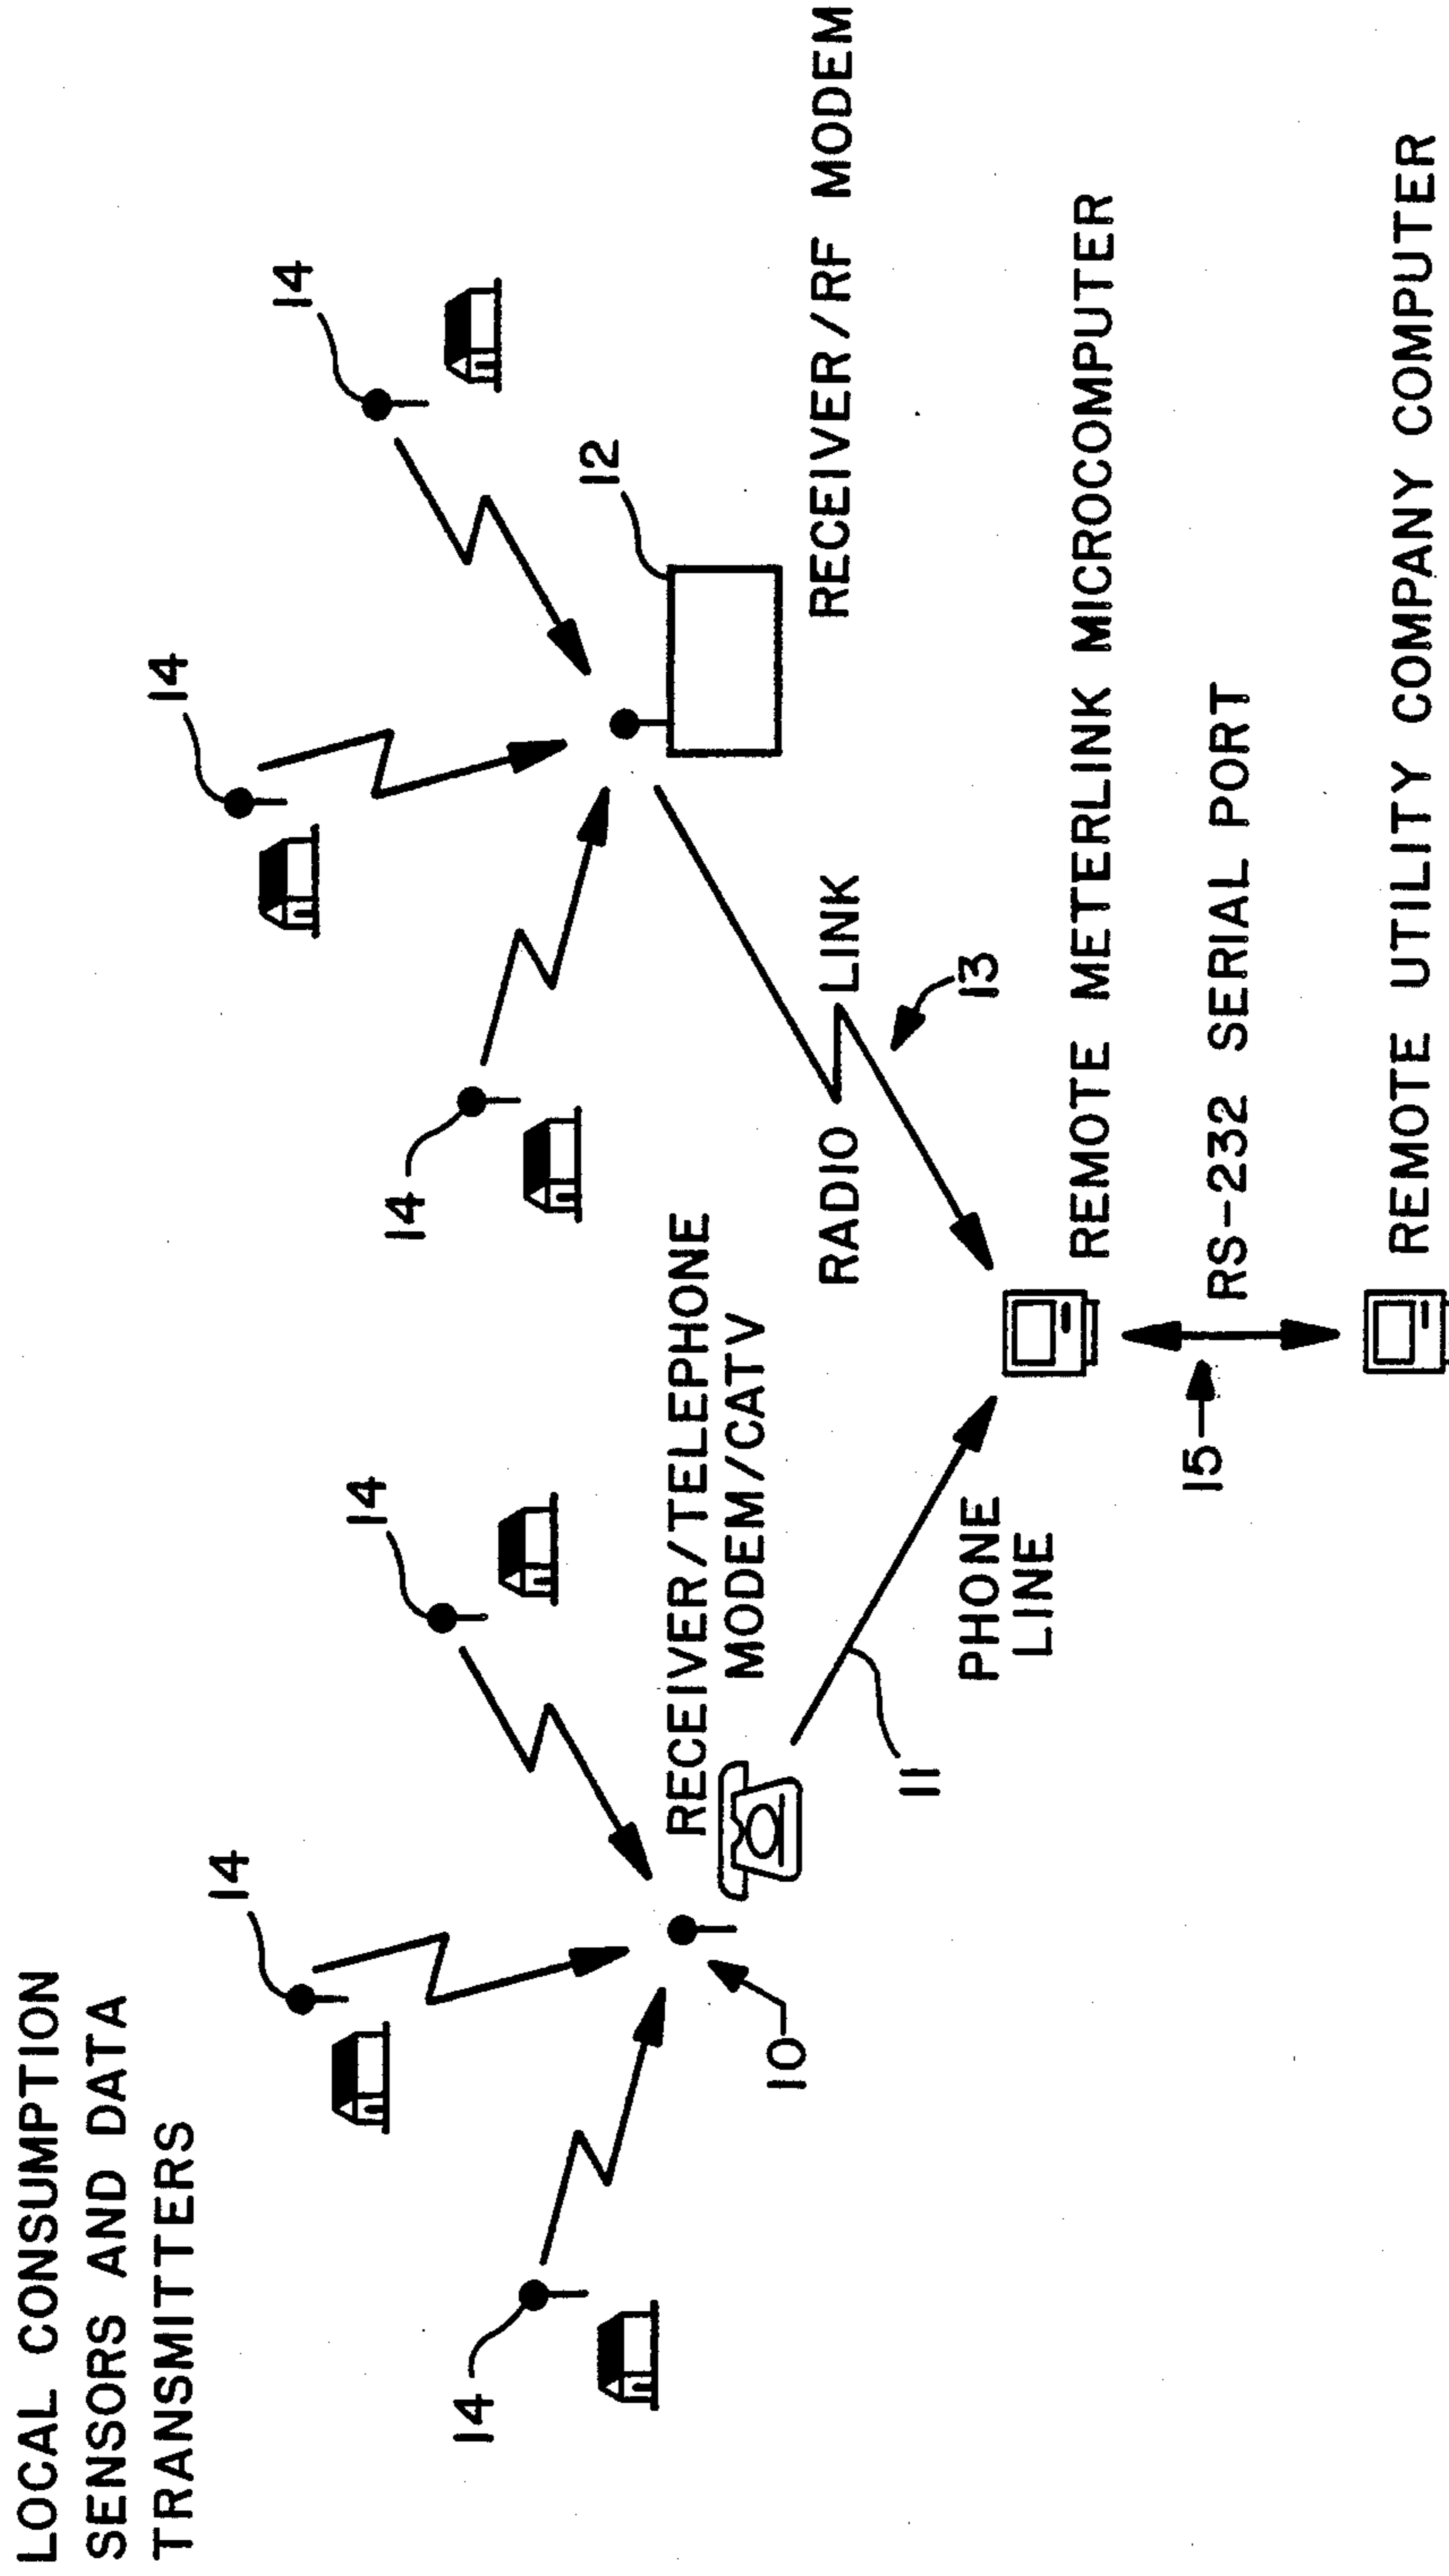 LOCAL CONSUMPTION
SENSORS AND DATA
TRANSMITTERS
14
14
14
14
14
14
10
RECEIVER/TELEPHONE
MODEM/CATV
12
RECEIVER/RF MODEM
11
PHONE
LINE
RADIO LINK
13
REMOTE METERLINK MICROCOMPUTER
15
RS-232 SERIAL PORT
REMOTE UTILITY COMPANY COMPUTER